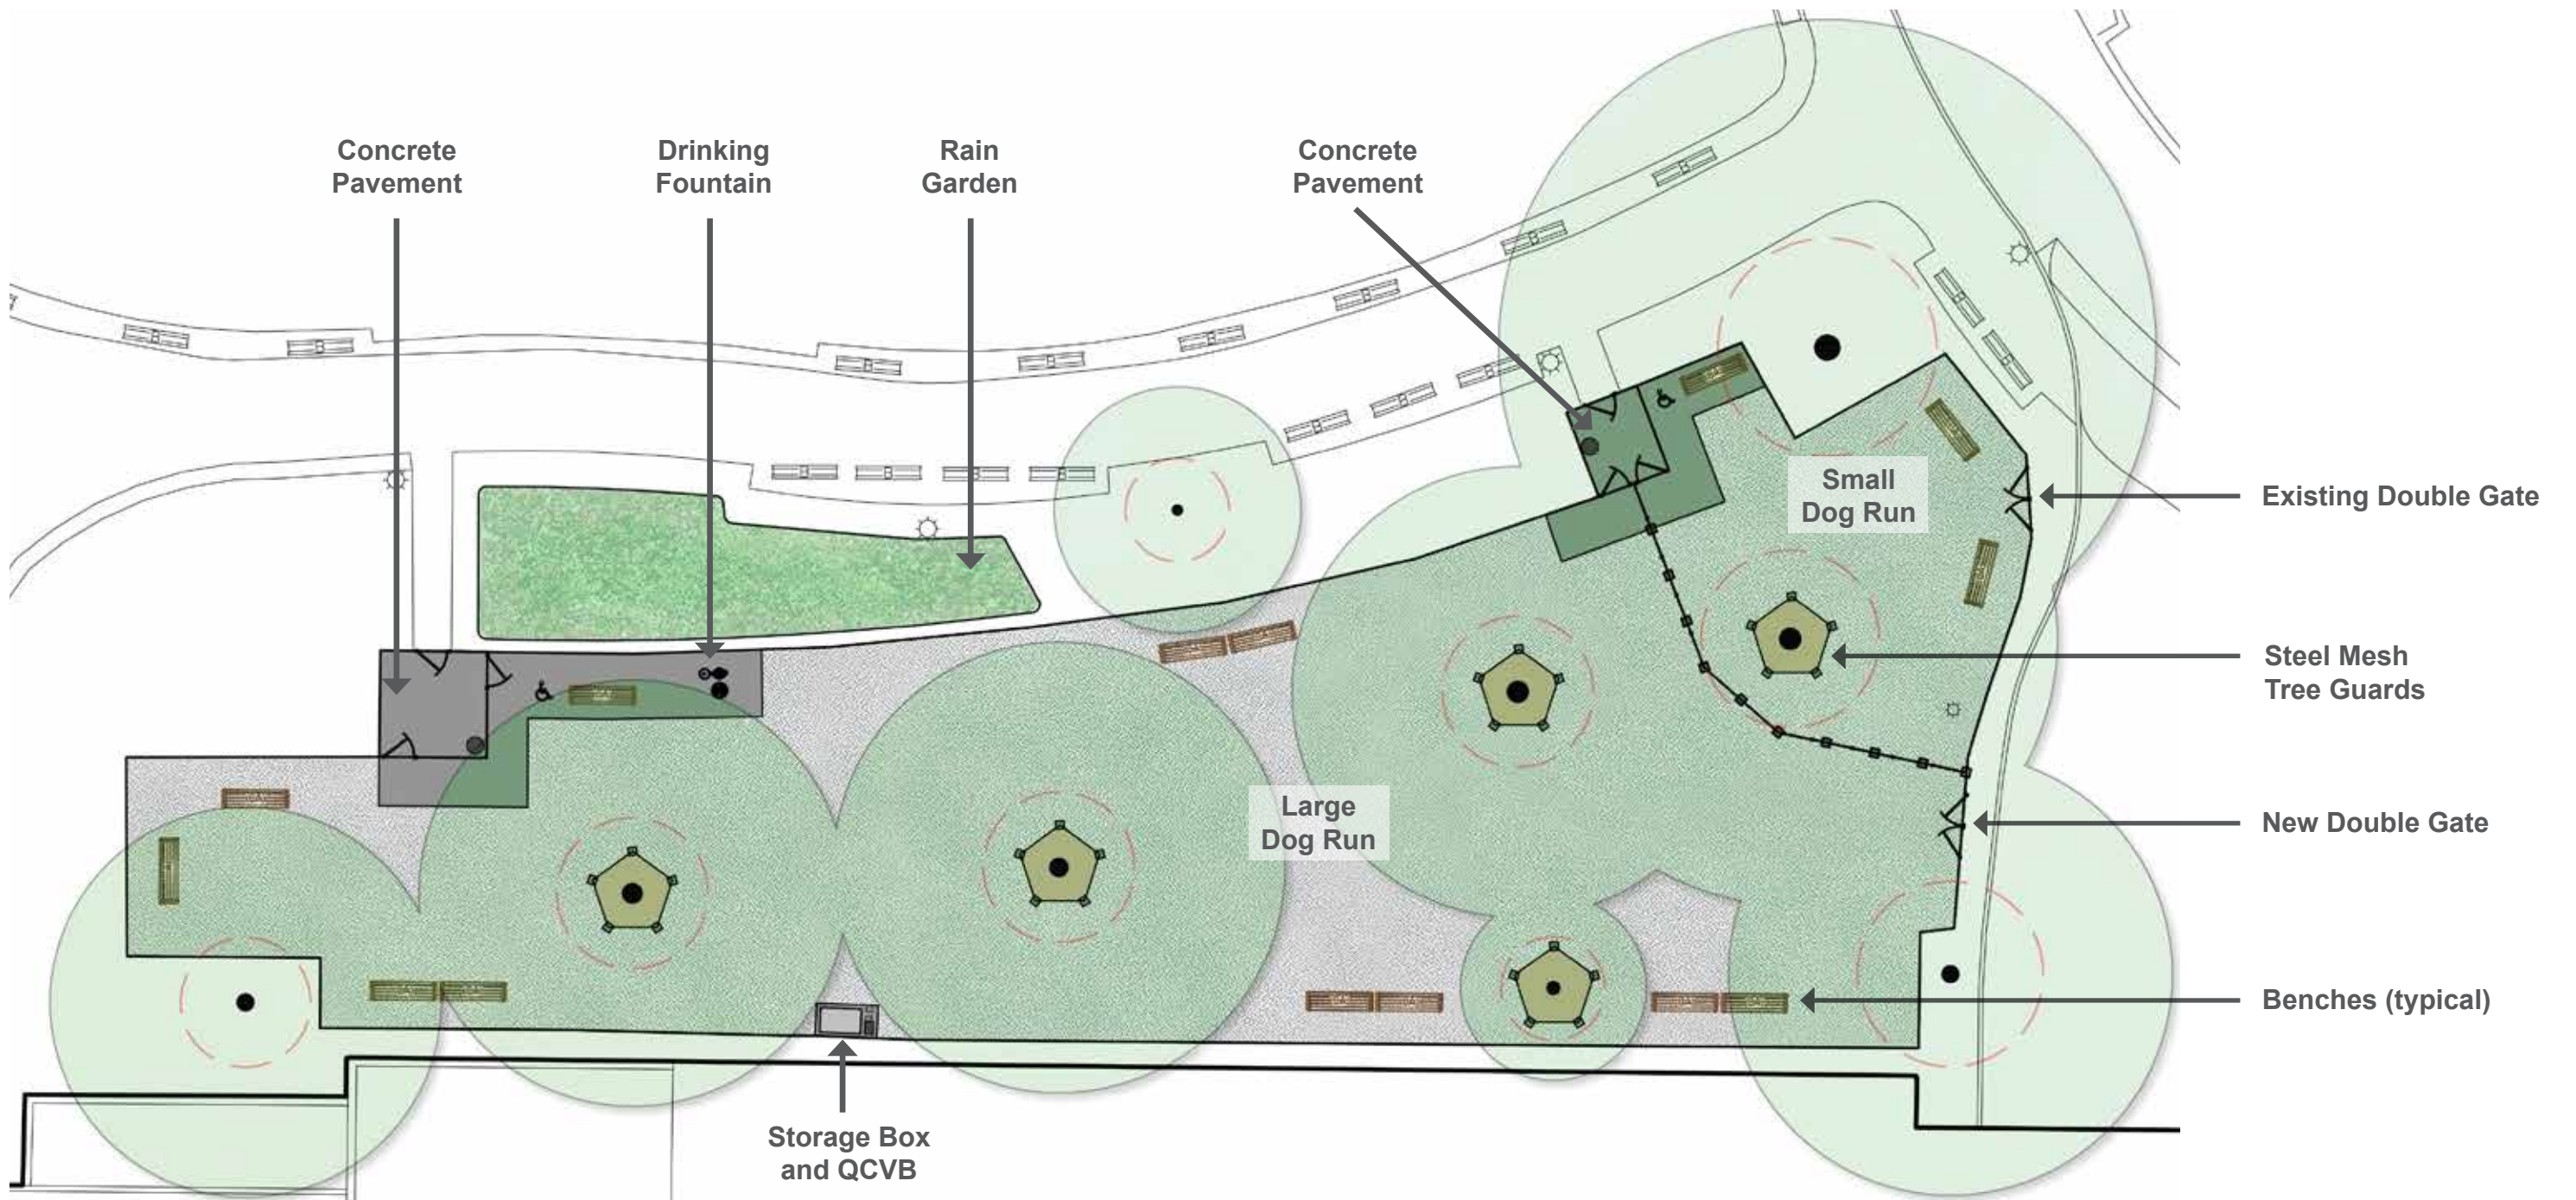 Concrete
Pavement
Drinking
Fountain
Rain
Garden
Concrete
Pavement
Small
Dog Run
Existing Double Gate
Steel Mesh
Tree Guards
Large
Dog Run
New Double Gate
Benches (typical)
Storage Box
and QCVB